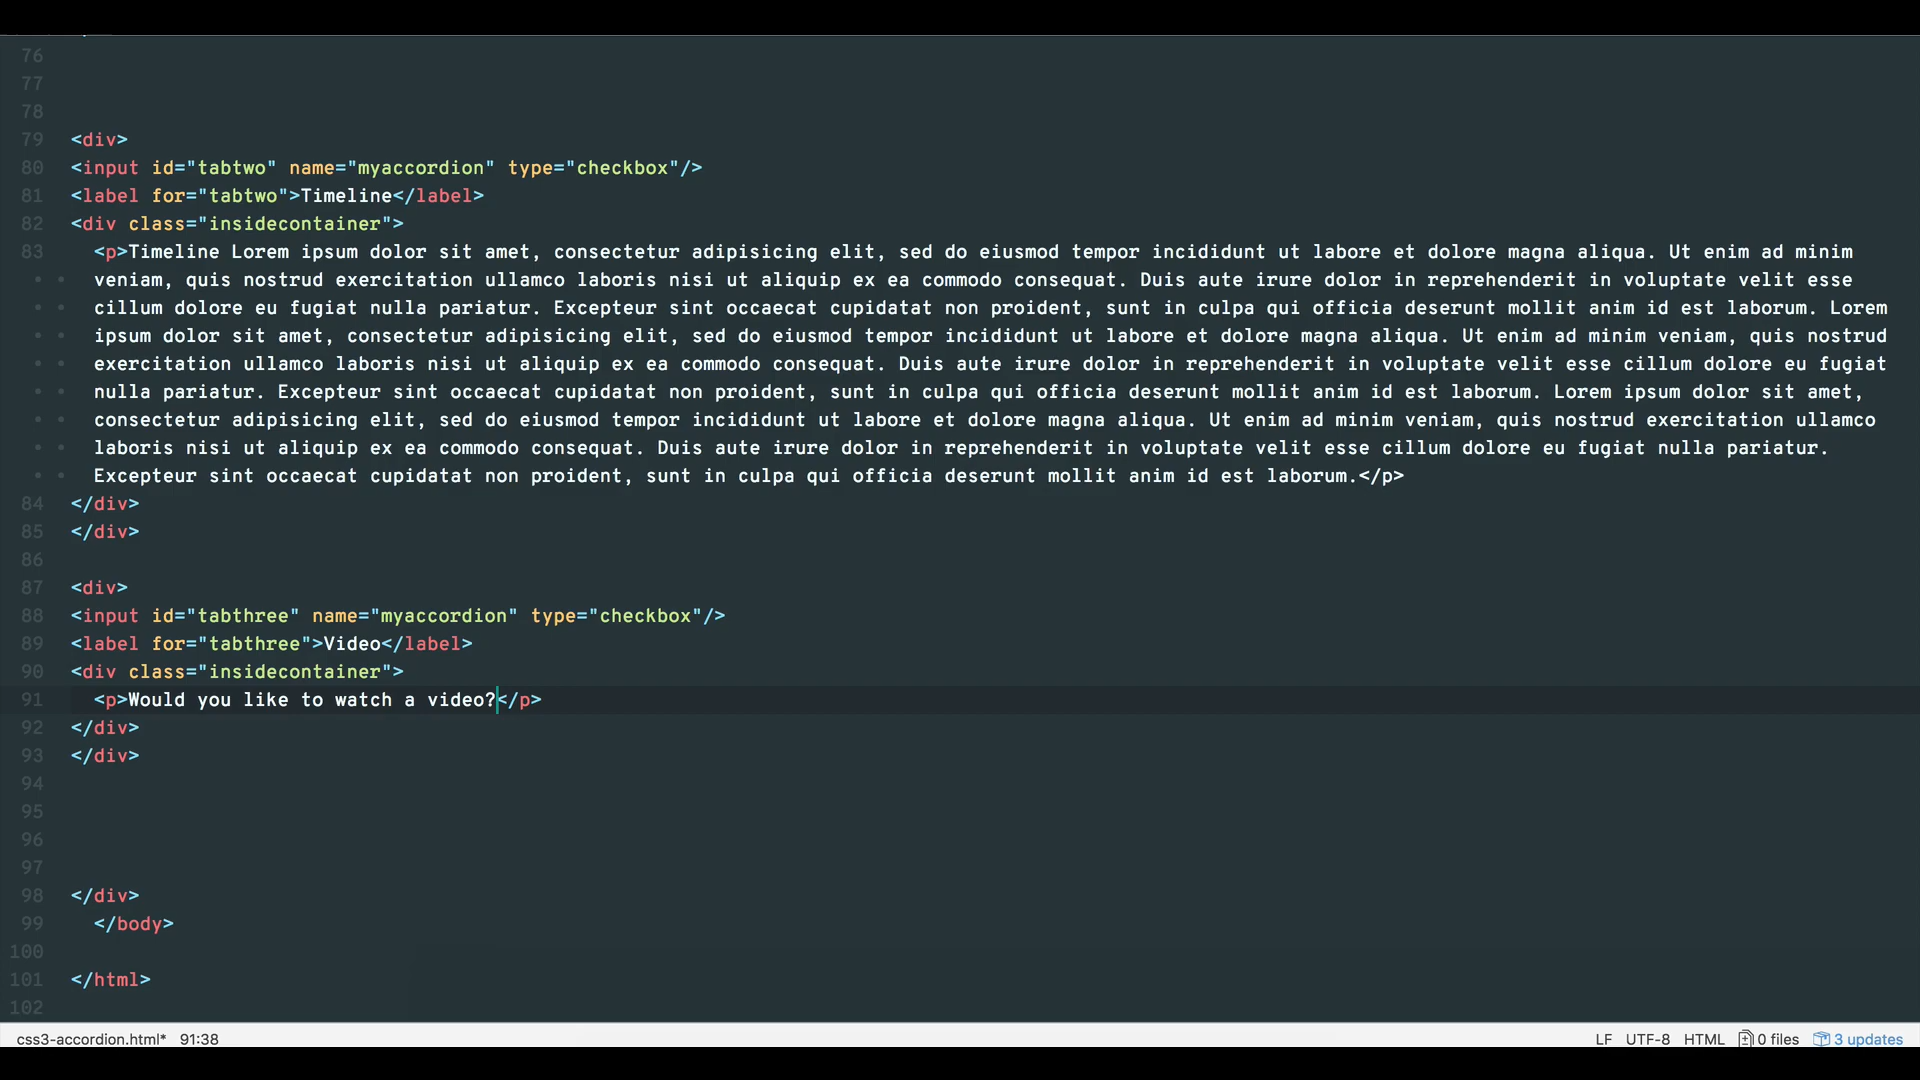 76
77
78
79 <div>
80 <input id="tabtwo" name="myaccordion" type="checkbox"/>
81 <label for="tabtwo">Timeline</label>
82 <div class="insidecontainer">
83 <p>Timeline Lorem ipsum dolor sit amet, consectetur adipisicing elit, sed do eiusmod tempor incididunt ut labore et dolore magna aliqua. Ut enim ad minim
veniam, quis nostrud exercitation ullamco laboris nisi ut aliquip ex ea commodo consequat. Duis aute irure dolor in reprehenderit in voluptate velit esse
cillum dolore eu fugiat nulla pariatur. Excepteur sint occaecat cupidatat non proident, sunt in culpa qui officia deserunt mollit anim id est laborum. Lorem
ipsum dolor sit amet, consectetur adipisicing elit, sed do eiusmod tempor incididunt ut labore et dolore magna aliqua. Ut enim ad minim veniam, quis nostrud
exercitation ullamco laboris nisi ut aliquip ex ea commodo consequat. Duis aute irure dolor in reprehenderit in voluptate velit esse cillum dolore eu fugiat
nulla pariatur. Excepteur sint occaecat cupidatat non proident, sunt in culpa qui officia deserunt mollit anim id est laborum. Lorem ipsum dolor sit amet,
consectetur adipisicing elit, sed do eiusmod tempor incididunt ut labore et dolore magna aliqua. Ut enim ad minim veniam, quis nostrud exercitation ullamco
laboris nisi ut aliquip ex ea commodo consequat. Duis aute irure dolor in reprehenderit in voluptate velit esse cillum dolore eu fugiat nulla pariatur.
Excepteur sint occaecat cupidatat non proident, sunt in culpa qui officia deserunt mollit anim id est laborum.</p>
84 </div>
85 </div>
86
87 <div>
88 <input id="tabthree" name="myaccordion" type="checkbox"/>
89 <label for="tabthree">Video</label>
90 <div class="insidecontainer">
91 <p>Would you like to watch a video?</p>
92 </div>
93 </div>
94
95
96
97
98 </div>
99 </body>
100
101 </html>
102
css3-accordion.html* 91:38 LF UTF-8 HTML 0 files 3 updates